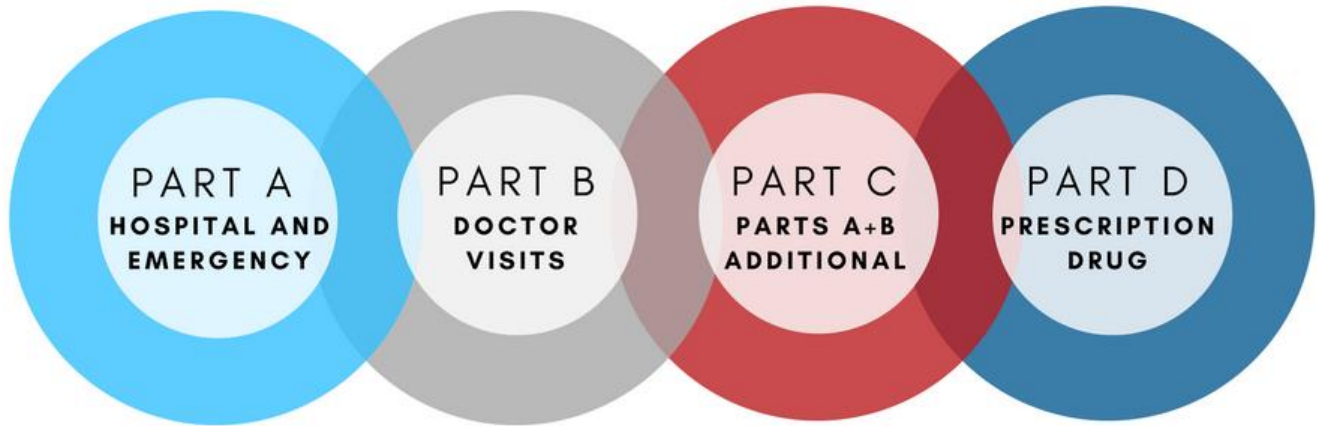 PART A
HOSPITAL AND
EMERGENCY
PART B
DOCTOR
VISITS
PART C
PARTS A+B
ADDITIONAL
PART D
PRESCRIPTION
DRUG